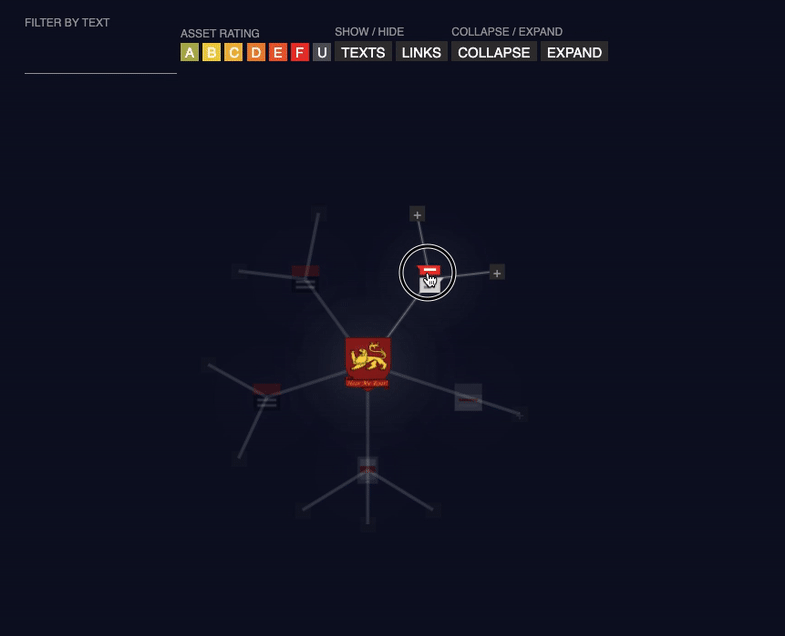 FILTER BY TEXT
ASSET RATING
SHOW / HIDE
COLLAPSE / EXPAND
A B C D E F U
TEXTS LINKS
COLLAPSE EXPAND
+
+